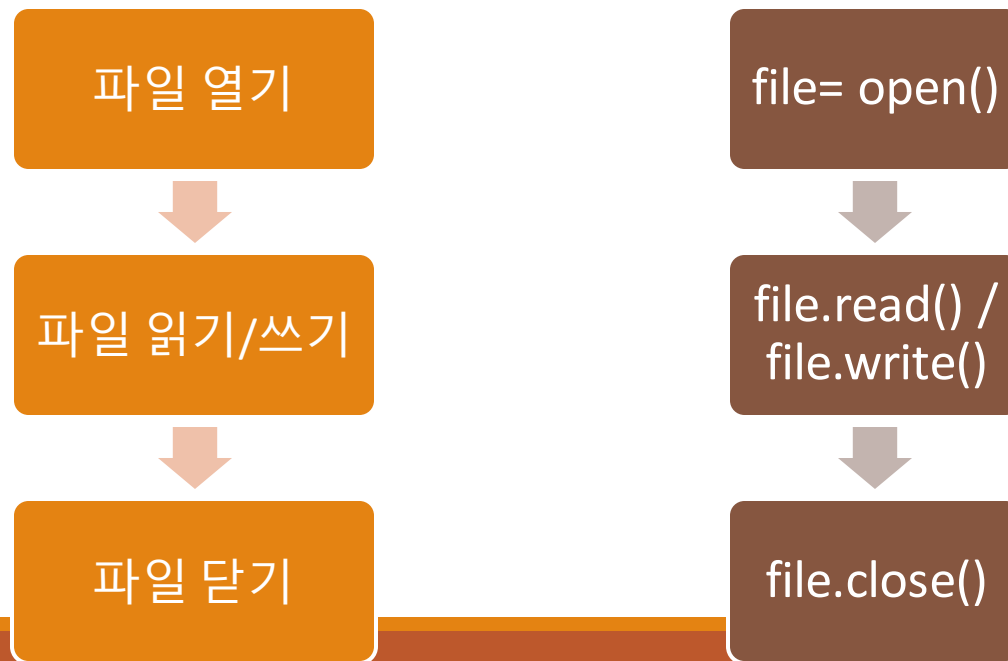 파일 열기
파일 읽기/쓰기
파일 닫기
file= open()
file.read() /
file.write()
file.close()